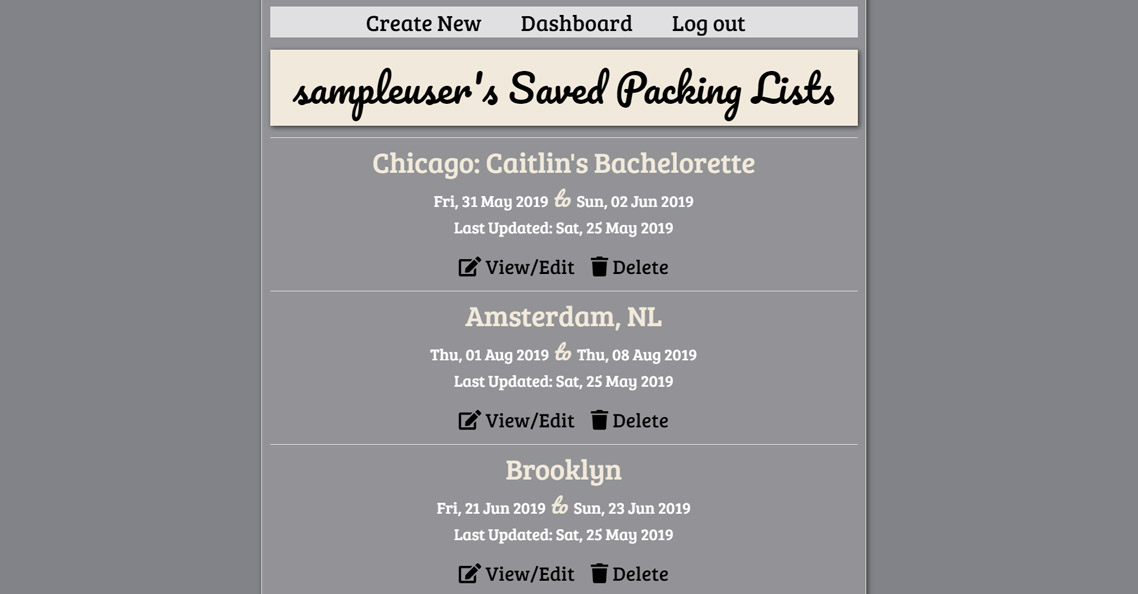 Create New Dashboard Log out
sampleuser's Saved Packing Lists
Chicago: Caitlin's Bachelorette
Fri, 31 May 2019 to Sun, 02 Jun 2019
Last Updated: Sat, 25 May 2019
View/Edit Delete
Amsterdam, NL
Thu, 01 Aug 2019 to Thu, 08 Aug 2019
Last Updated: Sat, 25 May 2019
View/Edit Delete
Brooklyn
Fri, 21 Jun 2019 to Sun, 23 Jun 2019
Last Updated: Sat, 25 May 2019
View/Edit Delete